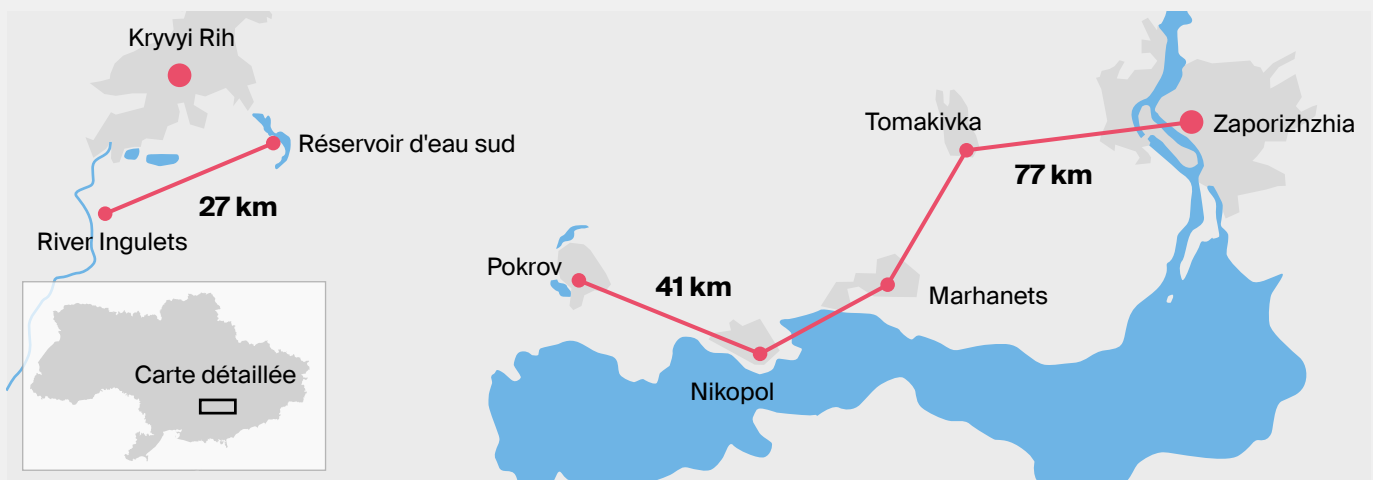 Kryvyi Rih
Réservoir d'eau sud
27 km
River Ingulets
Tomakivka
Zaporizhzhia
77 km
Pokrov
41 km
Marhanets
Nikopol
Carte détaillée